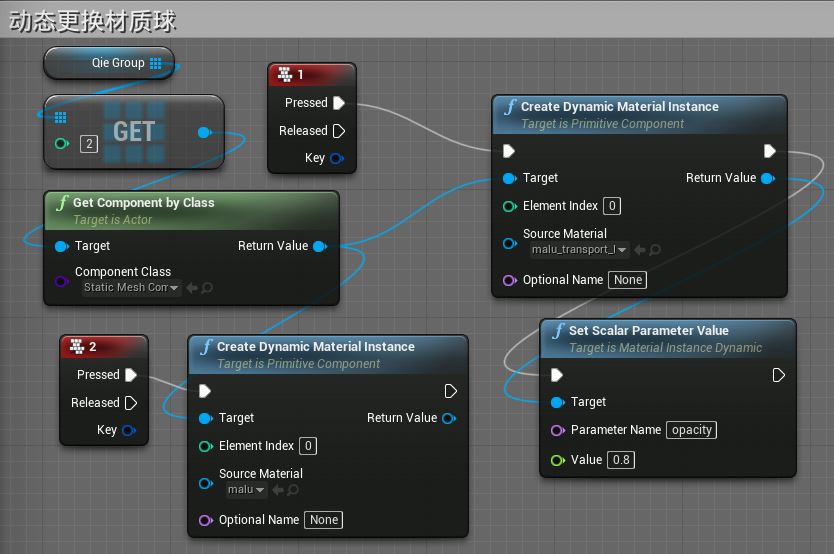 动态更换材质球
Qie Group
GET
2
1
Pressed
Released
Key
f Create Dynamic Material Instance
Target is Primitive Component
Target
Return Value
Element Index 0
Source Material
malu_transport_I
Optional Name None
f Get Component by Class
Target is Actor
Target
Return Value
Component Class
Static Mesh Com
2
Pressed
Released
Key
f Create Dynamic Material Instance
Target is Primitive Component
Target
Return Value
Element Index 0
Source Material
malu
Optional Name None
f Set Scalar Parameter Value
Target is Material Instance Dynamic
Target
Parameter Name opacity
Value 0.8